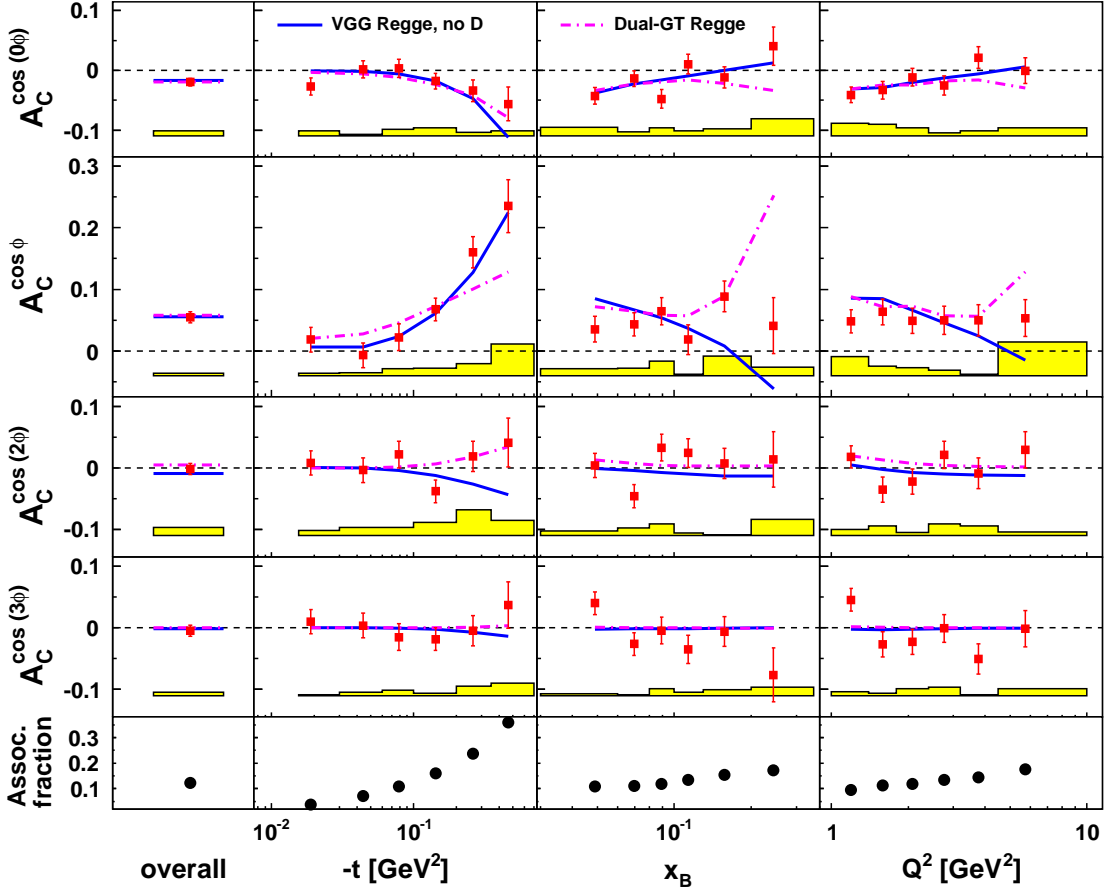 VGG Regge, no D
Dual-GT Regge
A_C^cos (0φ)
0.1
0
-0.1
A_C^cos φ
0.3
0.2
0.1
0
A_C^cos (2φ)
0.1
0
-0.1
A_C^cos (3φ)
0.1
0
-0.1
Assoc.
fraction
0.3
0.2
0.1
10^-2
10^-1
10^-1
1
10
overall
-t [GeV^2]
x_B
Q^2 [GeV^2]